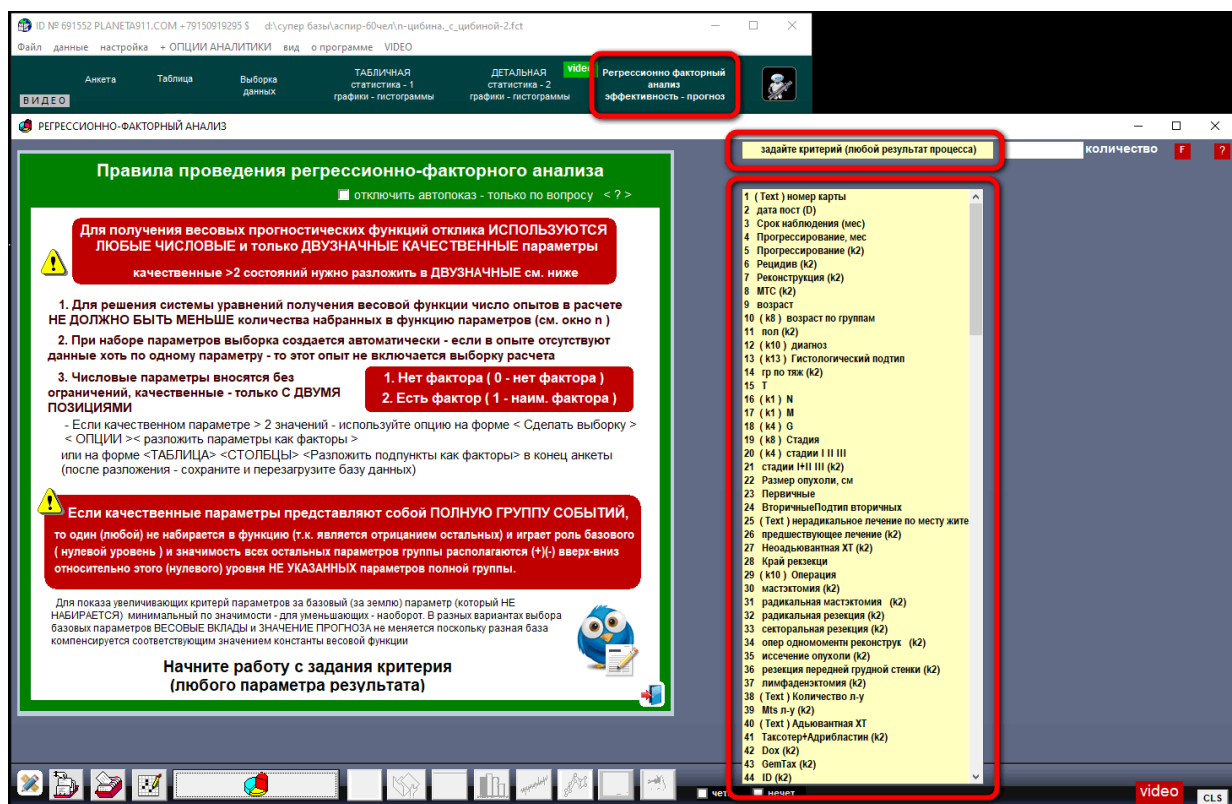 ID № 691552 PLANETA911.COM +79150919295 $ d:\супер базы\аспир-60чел\п-цибина._с_цибиной-2.fct
Файл данные настройка + ОПЦИИ АНАЛИТИКИ вид о программе VIDEO
ВИДЕО
Анкета
Таблица
Выборка
данных
ТАБЛИЧНАЯ
статистика - 1
графики - гистограммы
ДЕТАЛЬНАЯ
статистика - 2
графики - гистограммы
video
Регрессионно факторный
анализ
эффективность - прогноз
РЕГРЕССИОННО-ФАКТОРНЫЙ АНАЛИЗ
задайте критерий (любой результат процесса)
количество
F
?
Правила проведения регрессионно-факторного анализа
отключить автопоказ - только по вопросу < ? >
Для получения весовых прогностических функций отклика ИСПОЛЬЗУЮТСЯ
ЛЮБЫЕ ЧИСЛОВЫЕ и только ДВУЗНАЧНЫЕ КАЧЕСТВЕННЫЕ параметры
качественные >2 состояний нужно разложить в ДВУЗНАЧНЫЕ см. ниже
1. Для решения системы уравнений получения весовой функции число опытов в расчете
НЕ ДОЛЖНО БЫТЬ МЕНЬШЕ количества набранных в функцию параметров (см. окно n )
2. При наборе параметров выборка создается автоматически - если в опыте отсутствуют
данные хоть по одному параметру - то этот опыт не включается выборку расчета
3. Числовые параметры вносятся без
ограничений, качественные - только С ДВУМЯ
ПОЗИЦИЯМИ
1. Нет фактора ( 0 - нет фактора )
2. Есть фактор ( 1 - наим. фактора )
- Если качественном параметре > 2 значений - используйте опцию на форме < Сделать выборку >
< ОПЦИИ >< разложить параметры как факторы >
или на форме <ТАБЛИЦА> <СТОЛБЦЫ> <Разложить подпункты как факторы> в конец анкеты
(после разложения - сохраните и перезагрузите базу данных)
Если качественные параметры представляют собой ПОЛНУЮ ГРУППУ СОБЫТИЙ,
то один (любой) не набирается в функцию (т.к. является отрицанием остальных) и играет роль базового
( нулевой уровень ) и значимость всех остальных параметров группы располагаются (+)(-) вверх-вниз
относительно этого (нулевого) уровня НЕ УКАЗАННЫХ параметров полной группы.
Для показа увеличивающих критерй параметров за базовый (за землю) параметр (который НЕ
НАБИРАЕТСЯ) минимальный по значимости - для уменьшающих - наоборот. В разных вариантах выбора
базовых параметров ВЕСОВЫЕ ВКЛАДЫ и ЗНАЧЕНИЕ ПРОГНОЗА не меняется поскольку разная база
компенсируется соответствующим значением константы весовой функции
Начните работу с задания критерия
(любого параметра результата)
1 ( Text ) номер карты
2 дата пост (D)
3 Срок наблюдения (мес)
4 Прогрессирование, мес
5 Прогрессирование (k2)
6 Рецидив (k2)
7 Реконструкция (k2)
8 МТС (k2)
9 возраст
10 ( k8 ) возраст по группам
11 пол (k2)
12 ( k10 ) диагноз
13 ( k13 ) Гистологический подтип
14 гр по тяж (k2)
15 Т
16 ( k1 ) N
17 ( k1 ) M
18 ( k4 ) G
19 ( k8 ) Стадия
20 ( k4 ) стадии I II III
21 стадии I+II III (k2)
22 Размер опухоли, см
23 Первичные
24 ВторичныеПодтип вторичных
25 ( Text ) нерадикальное лечение по месту жите
26 предшествующее лечение (k2)
27 Неоадьювантная ХТ (k2)
28 Край рекзекци
29 ( k10 ) Операция
30 мастэктомия (k2)
31 радикальная мастэктомия (k2)
32 радикальная резекция (k2)
33 секторальная резекция (k2)
34 опер одномоментн реконструк (k2)
35 иссечение опухоли (k2)
36 резекция передней грудной стенки (k2)
37 лимфаденэктомия (k2)
38 ( Text ) Количество л-у
39 Mts л-у (k2)
40 ( Text ) Адьювантная ХТ
41 Таксотер+Адрибластин (k2)
42 Dox (k2)
43 GemTax (k2)
44 ID (k2)
чет
нечет
video
CLS